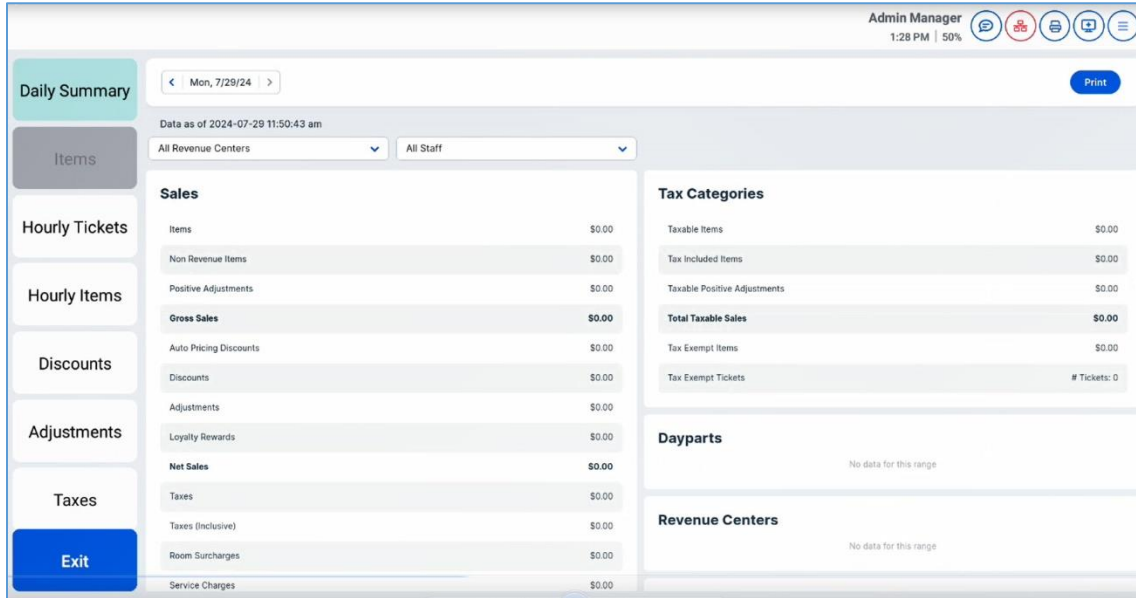 Admin Manager
1:28 PM | 50%
Daily Summary
Items
Hourly Tickets
Hourly Items
Discounts
Adjustments
Taxes
Exit
Mon, 7/29/24
Print
Data as of 2024-07-29 11:50:43 am
All Revenue Centers
All Staff
Sales
Items $0.00
Non Revenue Items $0.00
Positive Adjustments $0.00
Gross Sales $0.00
Auto Pricing Discounts $0.00
Discounts $0.00
Adjustments $0.00
Loyalty Rewards $0.00
Net Sales $0.00
Taxes $0.00
Taxes (Inclusive) $0.00
Room Surcharges $0.00
Service Charges $0.00
Tax Categories
Taxable Items $0.00
Tax Included Items $0.00
Taxable Positive Adjustments $0.00
Total Taxable Sales $0.00
Tax Exempt Items $0.00
Tax Exempt Tickets # Tickets: 0
Dayparts
No data for this range
Revenue Centers
No data for this range